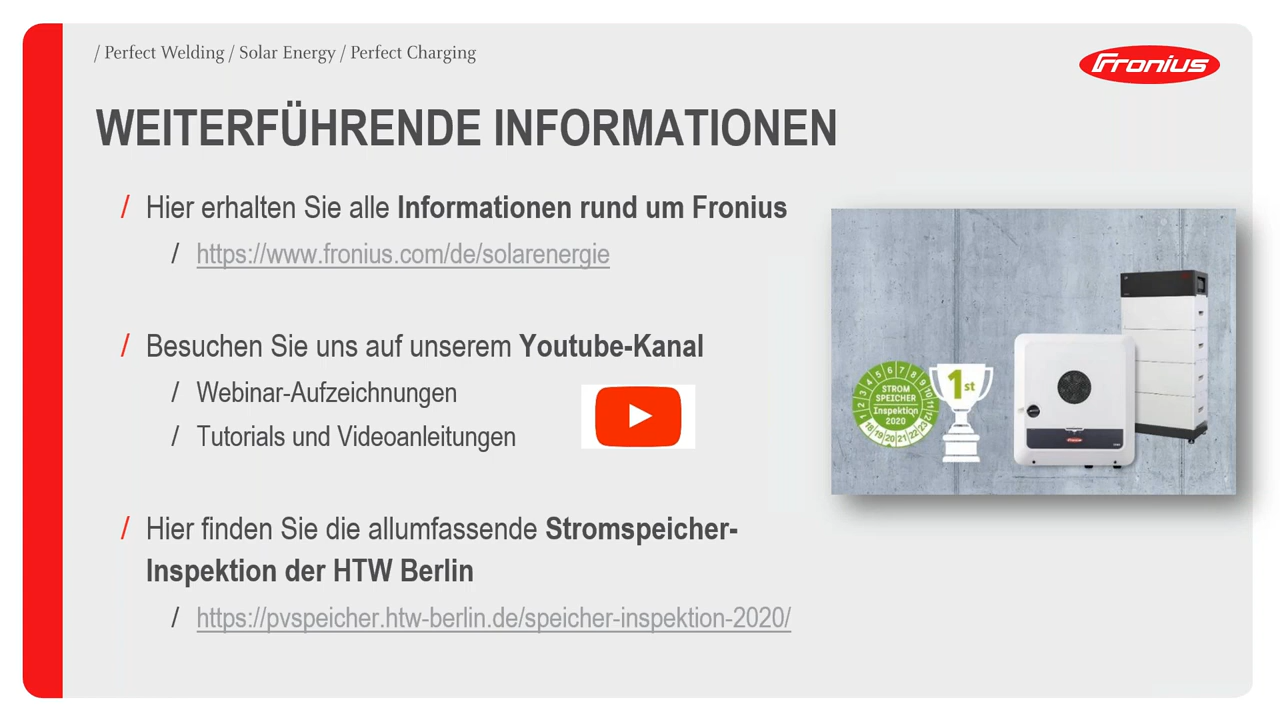 / Perfect Welding / Solar Energy / Perfect Charging
Fronius
WEITERFÜHRENDE INFORMATIONEN
/ Hier erhalten Sie alle Informationen rund um Fronius
/ https://www.fronius.com/de/solarenergie
/ Besuchen Sie uns auf unserem Youtube-Kanal
/ Webinar-Aufzeichnungen
/ Tutorials und Videoanleitungen
/ Hier finden Sie die allumfassende Stromspeicher-
Inspektion der HTW Berlin
/ https://pvspeicher.htw-berlin.de/speicher-inspektion-2020/
STROM
SPEICHER
Inspektion
2020
1st
Fronius